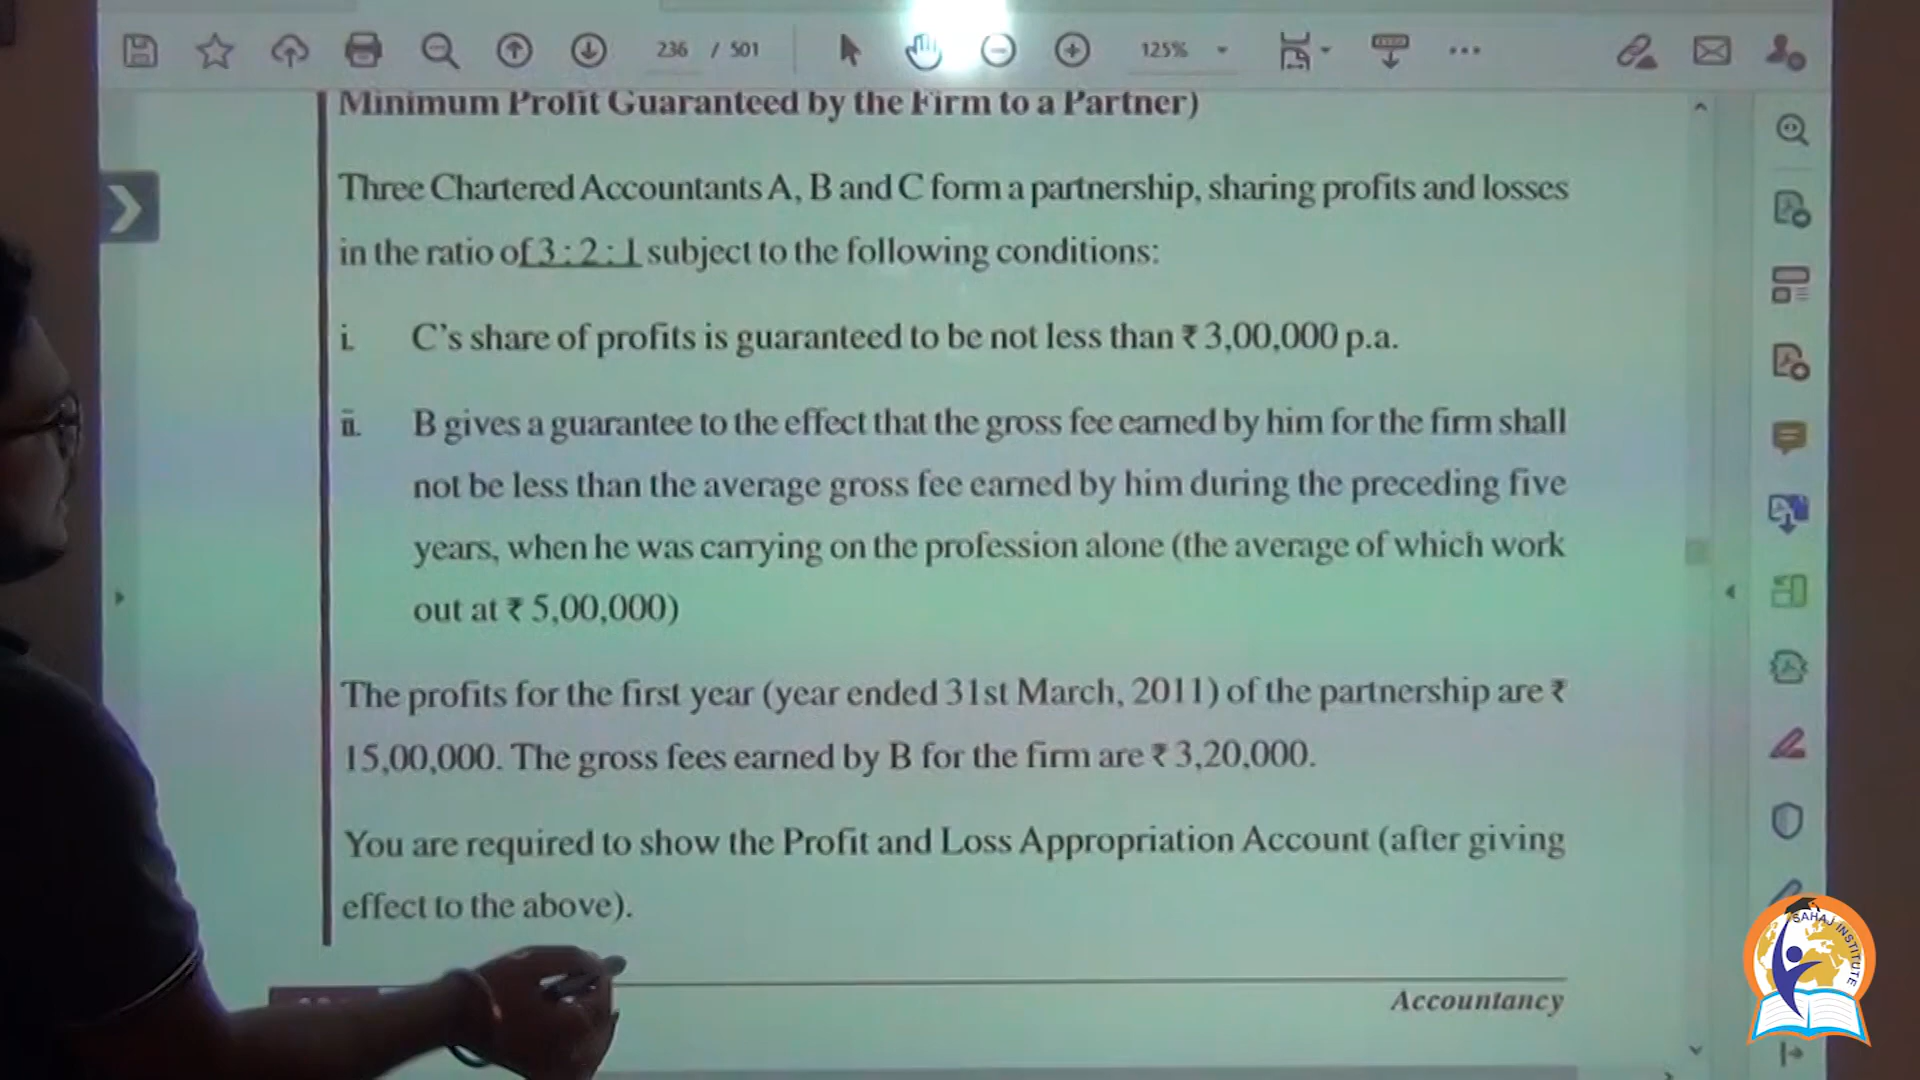 236 / 501
125%
Minimum Profit Guaranteed by the Firm to a Partner)
Three Chartered Accountants A, B and C form a partnership, sharing profits and losses
in the ratio of 3 : 2 : 1 subject to the following conditions:
i. C's share of profits is guaranteed to be not less than ₹ 3,00,000 p.a.
ii. B gives a guarantee to the effect that the gross fee earned by him for the firm shall
not be less than the average gross fee earned by him during the preceding five
years, when he was carrying on the profession alone (the average of which work
out at ₹ 5,00,000)
The profits for the first year (year ended 31st March, 2011) of the partnership are ₹
15,00,000. The gross fees earned by B for the firm are ₹ 3,20,000.
You are required to show the Profit and Loss Appropriation Account (after giving
effect to the above).
Accountancy
SAHAJ INSTITUTE